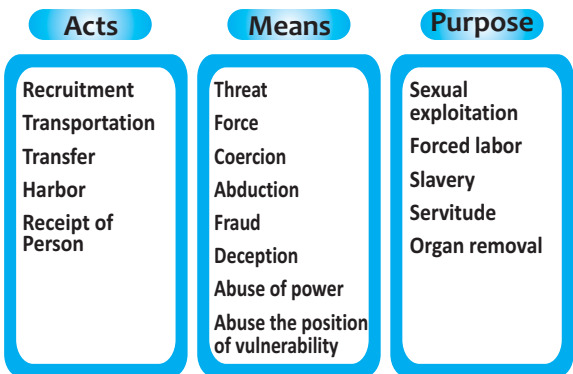 Acts
Recruitment
Transportation
Transfer
Harbor
Receipt of
Person
Means
Threat
Force
Coercion
Abduction
Fraud
Deception
Abuse of power
Abuse the position
of vulnerability
Purpose
Sexual
exploitation
Forced labor
Slavery
Servitude
Organ removal